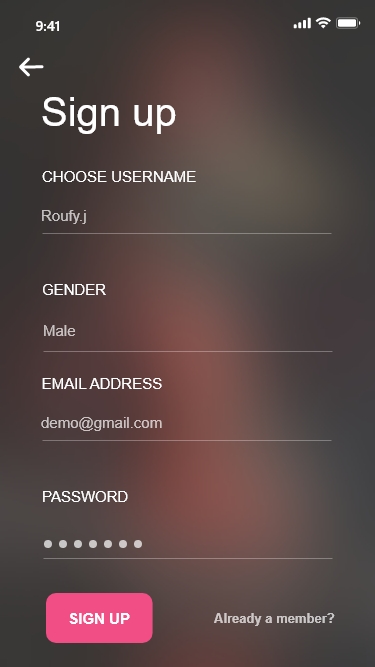 9:41
Sign up
CHOOSE USERNAME
Roufy.j
GENDER
Male
EMAIL ADDRESS
demo@gmail.com
PASSWORD
SIGN UP
Already a member?